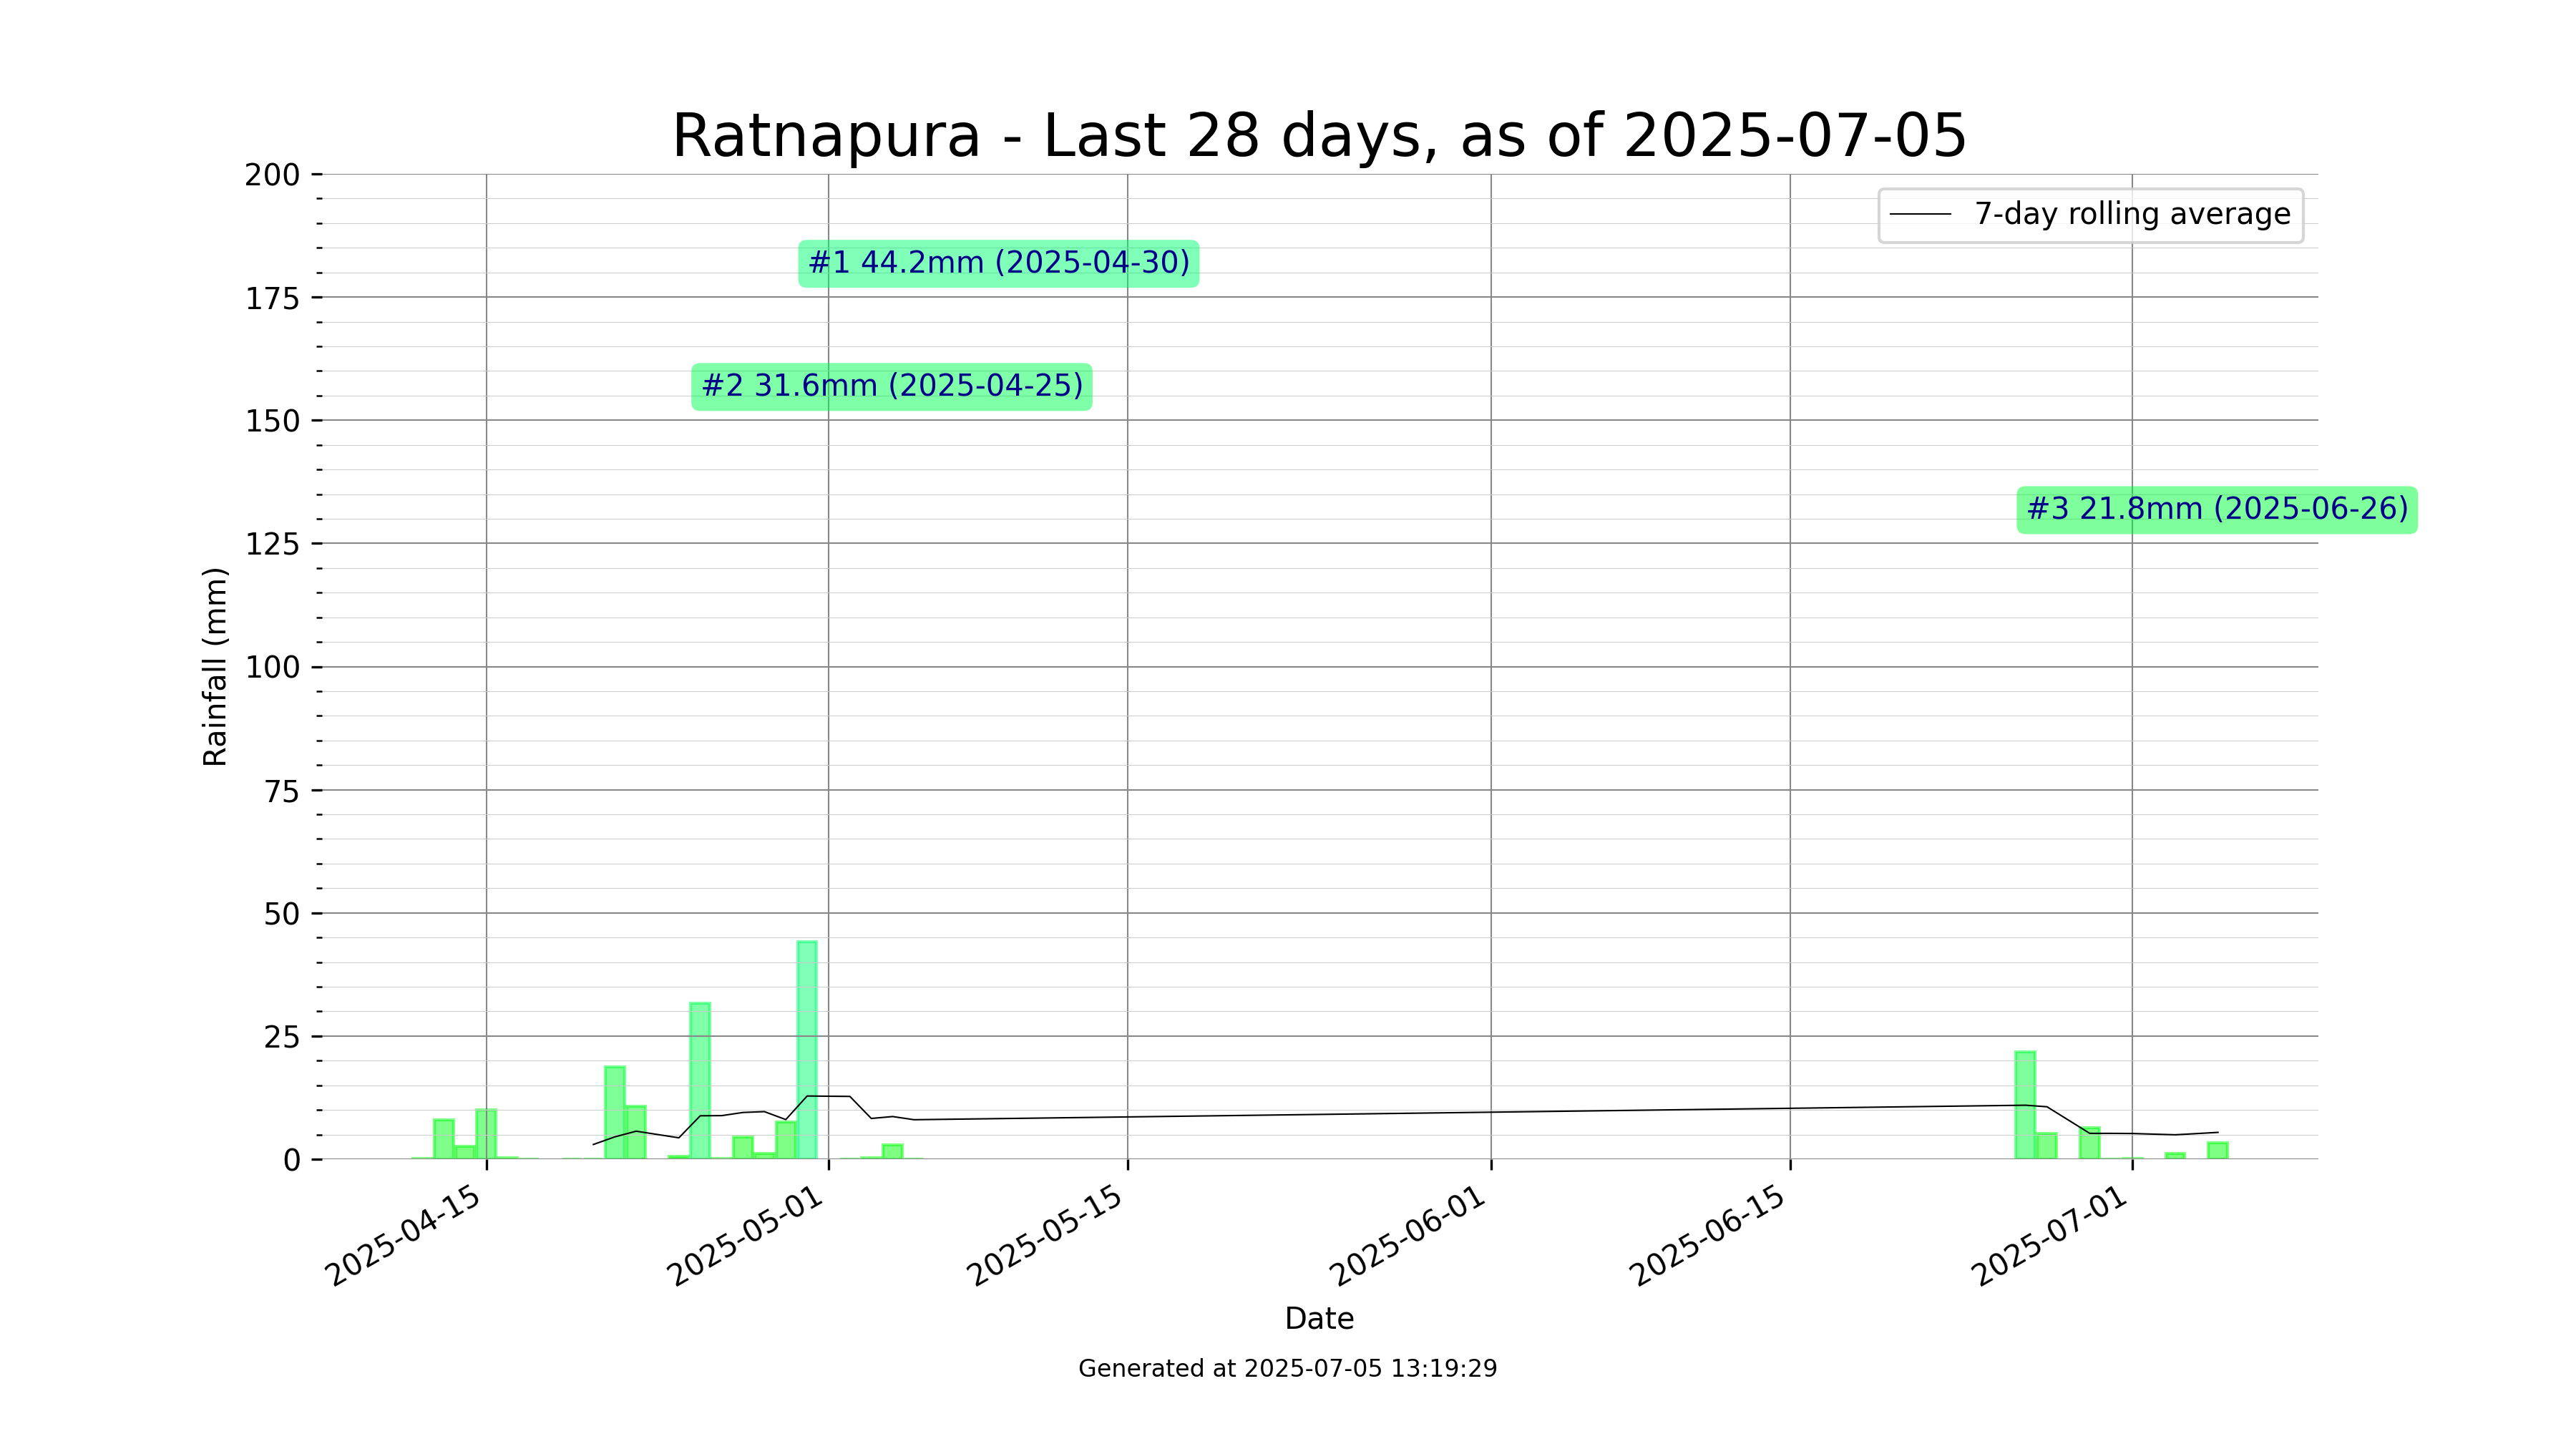 Ratnapura - Last 28 days, as of 2025-07-05
7-day rolling average
#1 44.2mm (2025-04-30)
#2 31.6mm (2025-04-25)
#3 21.8mm (2025-06-26)
Rainfall (mm)
200
175
150
125
100
75
50
25
0
2025-04-15
2025-05-01
2025-05-15
2025-06-01
2025-06-15
2025-07-01
Date
Generated at 2025-07-05 13:19:29